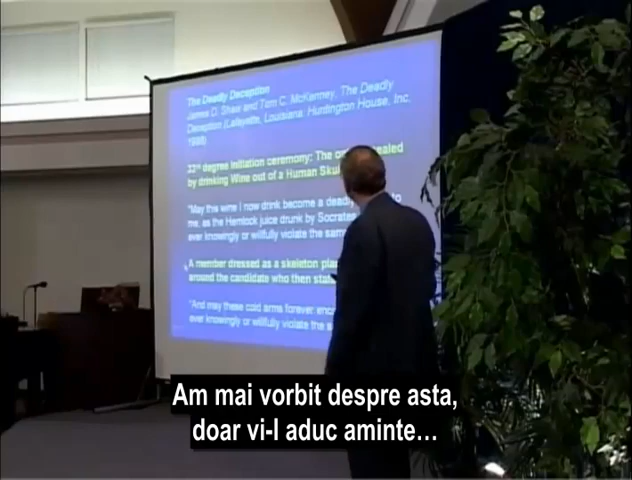 The Deadly Deception
James D. Shaw and Tom C. McKenney, The Deadly
Deception (Lafayette, Louisiana: Huntington House, Inc.
1988)
degree initiation ceremony: The
by drinking Wine out of a Human
"May this wine I now drink become a deadly to
me, as the Hemlock juice drunk by Socrates
ever knowingly or willfully violate the
A member dressed as a skeleton
around the candidate who then
"And may these cold arms forever
ever knowingly or willfully violate the
Am mai vorbit despre asta,
doar vi-l aduc aminte...